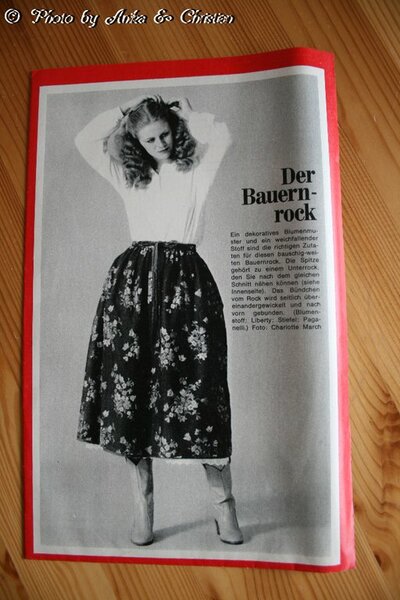 © Photo by Anika & Christian
Der
Bauern-
rock
Ein dekoratives Blumenmu-
ster und ein weichfallender
Stoff sind die richtigen Zuta-
ten für diesen bauschig-wei-
ten Bauernrock. Die Spitze
gehört zu einem Unterrock,
den Sie nach dem gleichen
Schnitt nähen können (siehe
Innenseite). Das Bündchen
vom Rock wird seitlich über-
einandergewickelt und nach
vorn gebunden. (Blumen-
stoff: Liberty; Stiefel: Paga-
nelli.) Foto: Charlotte March